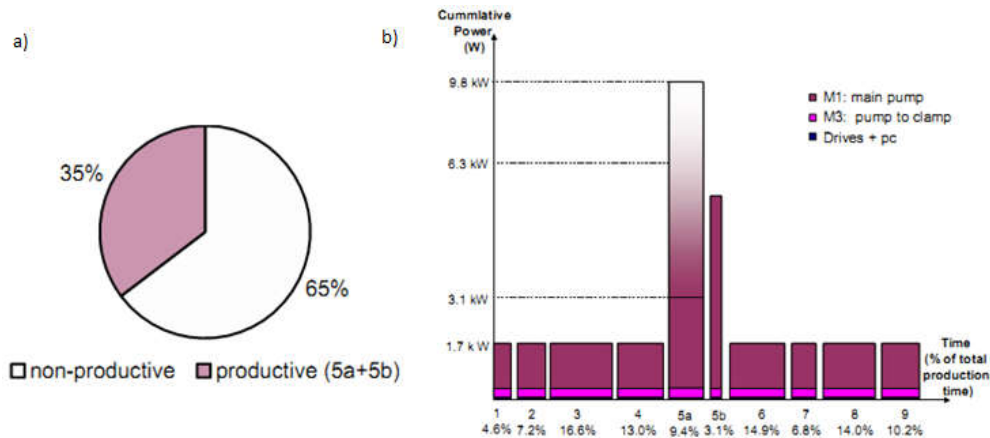 a)
35%
65%
non-productive
productive (5a+5b)
b)
Cummlative
Power
(W)
9.8 kW
6.3 kW
3.1 kW
1.7 k W
M1: main pump
M3: pump to clamp
Drives + pc
Time
(% of total
production
time)
1 2 3 4 5a 5b 6 7 8 9
4.6% 7.2% 16.6% 13.0% 9.4% 3.1% 14.9% 6.8% 14.0% 10.2%